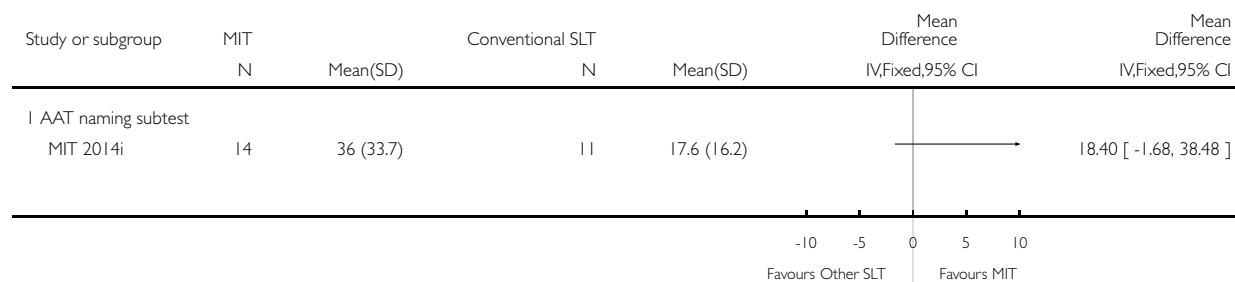 Mean Mean
Study or subgroup MIT Conventional SLT Difference Difference
N Mean(SD) N Mean(SD) IV,Fixed,95% CI IV,Fixed,95% CI
1 AAT naming subtest
MIT 2014i 14 36 (33.7) 11 17.6 (16.2) 18.40 [ -1.68, 38.48 ]
-10 -5 0 5 10
Favours Other SLT Favours MIT